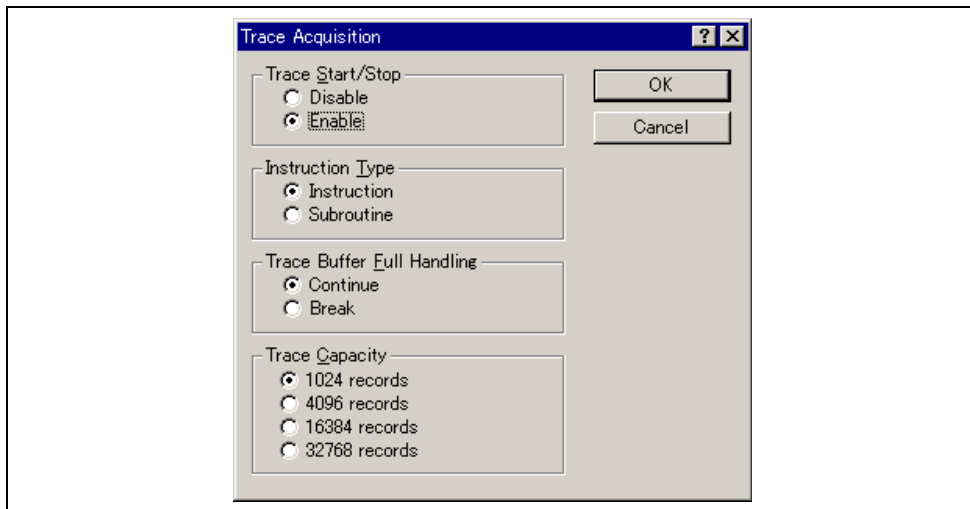 Trace Acquisition
Trace Start/Stop
Disable
Enable
OK
Cancel
Instruction Type
Instruction
Subroutine
Trace Buffer Full Handling
Continue
Break
Trace Capacity
1024 records
4096 records
16384 records
32768 records